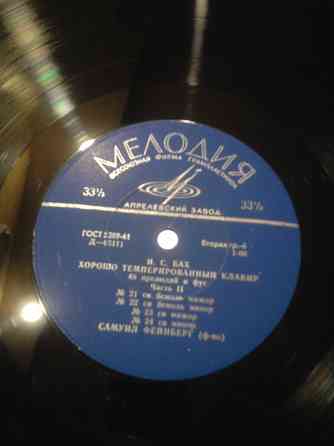 МЕЛОДИЯ
ВСЕСОЮЗНАЯ ФИРМА ГРАМПЛАСТИНОК
33⅓ 33⅓
АПРЕЛЕВСКИЙ ЗАВОД
ГОСТ 5289-61 Вторая гр-а
И. С. БАХ
ХОРОШО ТЕМПЕРИРОВАННЫЙ КЛАВИР
48 прелюдий и фуг
Часть II
№ 21 си бемоль мажор
№ 22 си бемоль минор
№ 23 си мажор
№ 24 си минор
САМУИЛ ФЕЙНБЕРГ (ф-но)